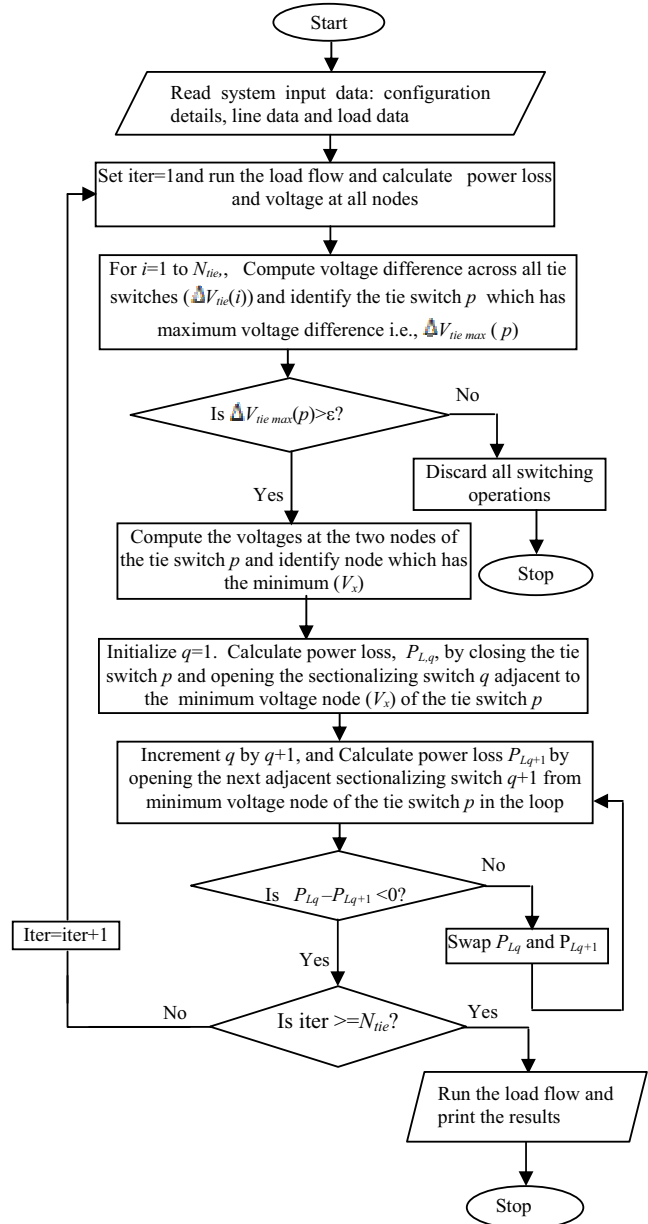 Start
Read system input data: configuration
details, line data and load data
Set iter=1and run the load flow and calculate power loss
and voltage at all nodes
For i=1 to Ntie,, Compute voltage difference across all tie
switches (ΔVtie(i)) and identify the tie switch p which has
maximum voltage difference i.e., ΔVtie max ( p)
Is ΔVtie max(p)>ε?
No
Discard all switching
operations
Stop
Yes
Compute the voltages at the two nodes of
the tie switch p and identify node which has
the minimum (Vx)
Initialize q=1. Calculate power loss, PL,q, by closing the tie
switch p and opening the sectionalizing switch q adjacent to
the minimum voltage node (Vx) of the tie switch p
Increment q by q+1, and Calculate power loss PLq+1 by
opening the next adjacent sectionalizing switch q+1 from
minimum voltage node of the tie switch p in the loop
Is PLq–PLq+1 <0?
No
Swap PLq and PLq+1
Yes
Iter=iter+1
Is iter >=Ntie?
No
Yes
Run the load flow and
print the results
Stop